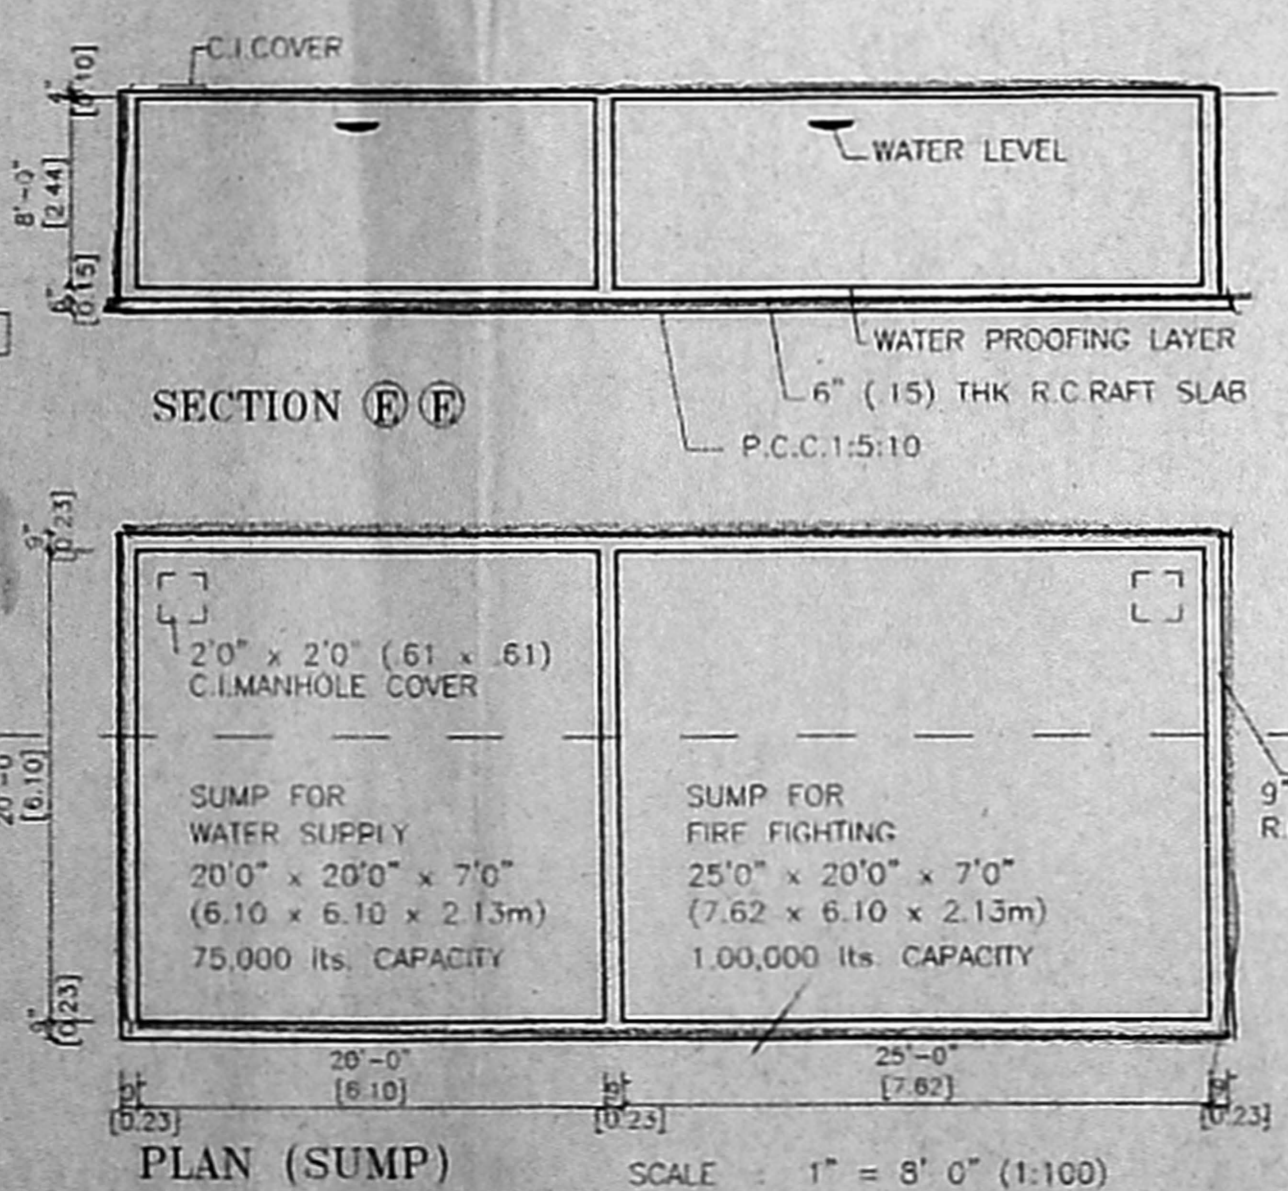 C.I.COVER
4"
[0.10]
WATER LEVEL
8'-0"
[2.44]
6"
[0.15]
WATER PROOFING LAYER
6" (.15) THK R.C.RAFT SLAB
P.C.C.1:5:10
SECTION
9"
[0.23]
2'0" x 2'0" (.61 x .61)
C.I.MANHOLE COVER
20'-0"
[6.10]
SUMP FOR
WATER SUPPLY
20'0" x 20'0" x 7'0"
(6.10 x 6.10 x 2.13m)
75,000 lts. CAPACITY
SUMP FOR
FIRE FIGHTING
25'0" x 20'0" x 7'0"
(7.62 x 6.10 x 2.13m)
1,00,000 lts. CAPACITY
9"
R.
9"
[0.23]
20'-0"
[6.10]
25'-0"
[7.62]
[0.23]
[0.23]
[0.23]
PLAN (SUMP)
SCALE : 1" = 8' 0" (1:100)